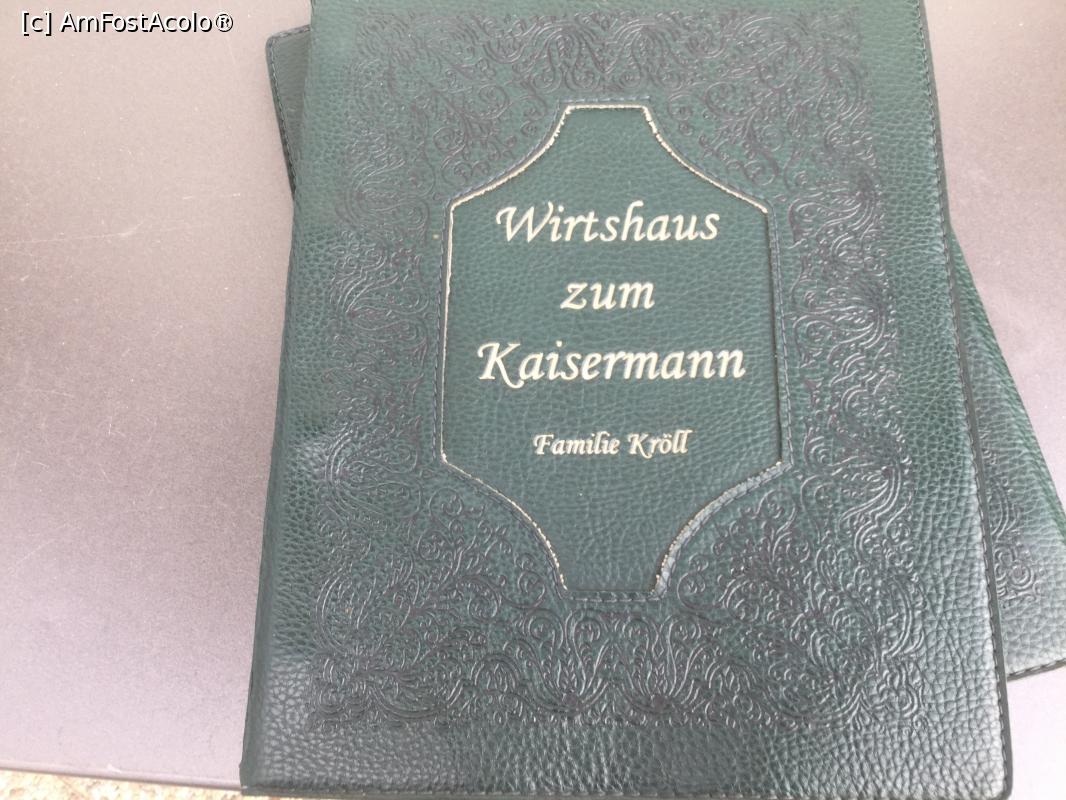 [c] AmFostAcolo®
Wirtshaus
zum
Kaisermann
Familie Kröll